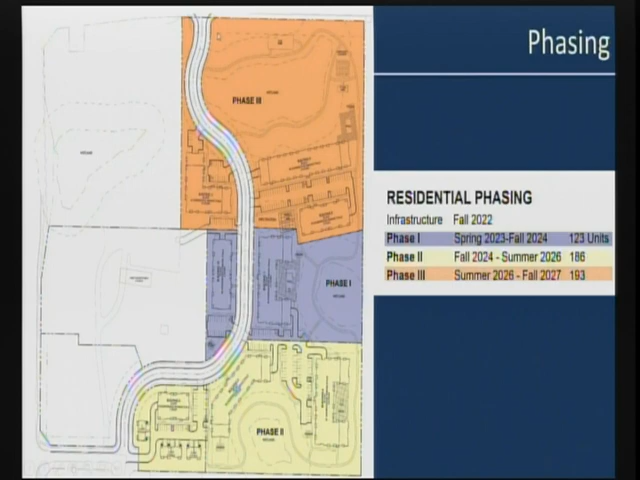 Phasing
PHASE III
PHASE I
PHASE II
RESIDENTIAL PHASING
Infrastructure Fall 2022
Phase I Spring 2023-Fall 2024 123 Units
Phase II Fall 2024 - Summer 2026 186
Phase III Summer 2026 - Fall 2027 193